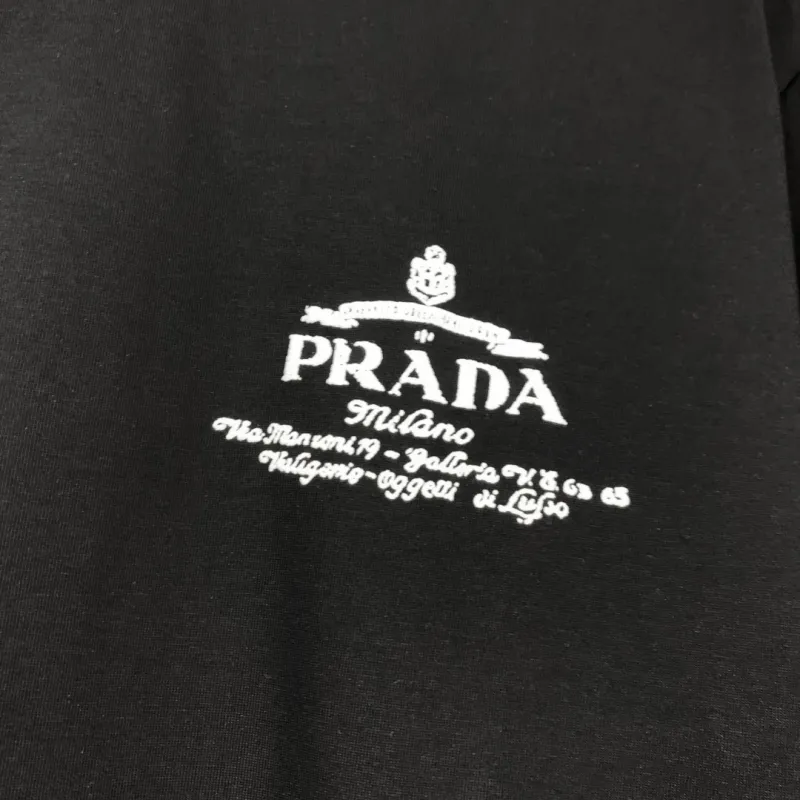 PRADA
Milano
Via Manzoni, 19 - Galleria V. E. 63 65
Valigerie - Oggetti di Lusso